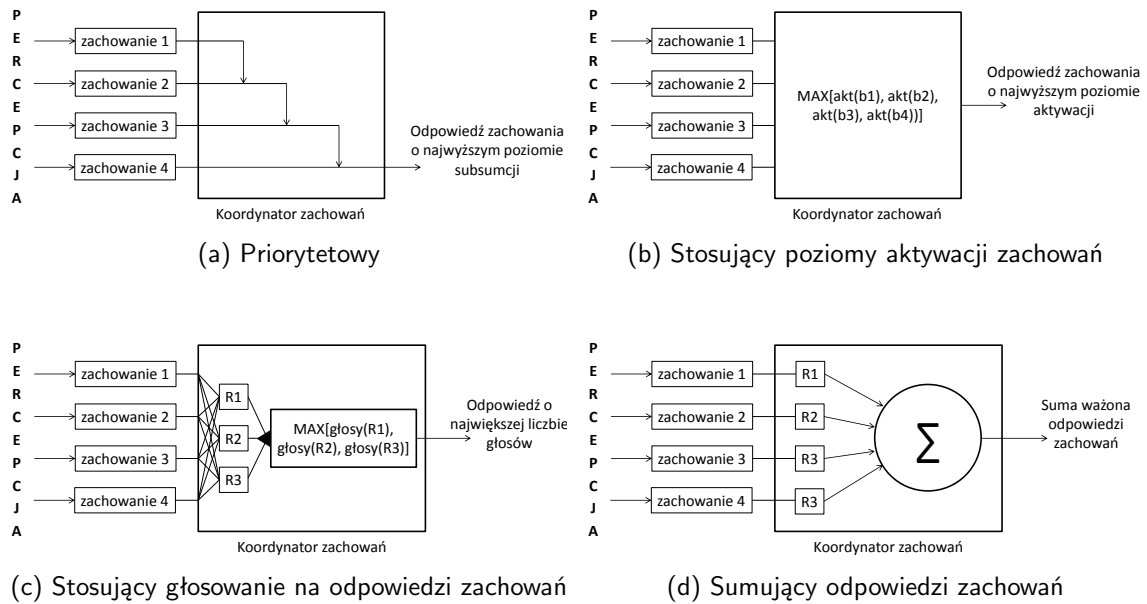 P
E
R
C
E
P
C
J
A
zachowanie 1
zachowanie 2
zachowanie 3
zachowanie 4
Odpowiedź zachowania
o najwyższym poziomie
subsumcji
Koordynator zachowań
(a) Priorytetowy
P
E
R
C
E
P
C
J
A
zachowanie 1
zachowanie 2
zachowanie 3
zachowanie 4
MAX[akt(b1), akt(b2),
akt(b3), akt(b4))]
Odpowiedź zachowania
o najwyższym poziomie
aktywacji
Koordynator zachowań
(b) Stosujący poziomy aktywacji zachowań
P
E
R
C
E
P
C
J
A
zachowanie 1
zachowanie 2
zachowanie 3
zachowanie 4
R1
R2
R3
MAX[głosy(R1),
głosy(R2), głosy(R3)]
Odpowiedź o
największej liczbie
głosów
Koordynator zachowań
(c) Stosujący głosowanie na odpowiedzi zachowań
P
E
R
C
E
P
C
J
A
zachowanie 1
zachowanie 2
zachowanie 3
zachowanie 4
R1
R2
R3
R3
Σ
Suma ważona
odpowiedzi
zachowań
Koordynator zachowań
(d) Sumujący odpowiedzi zachowań